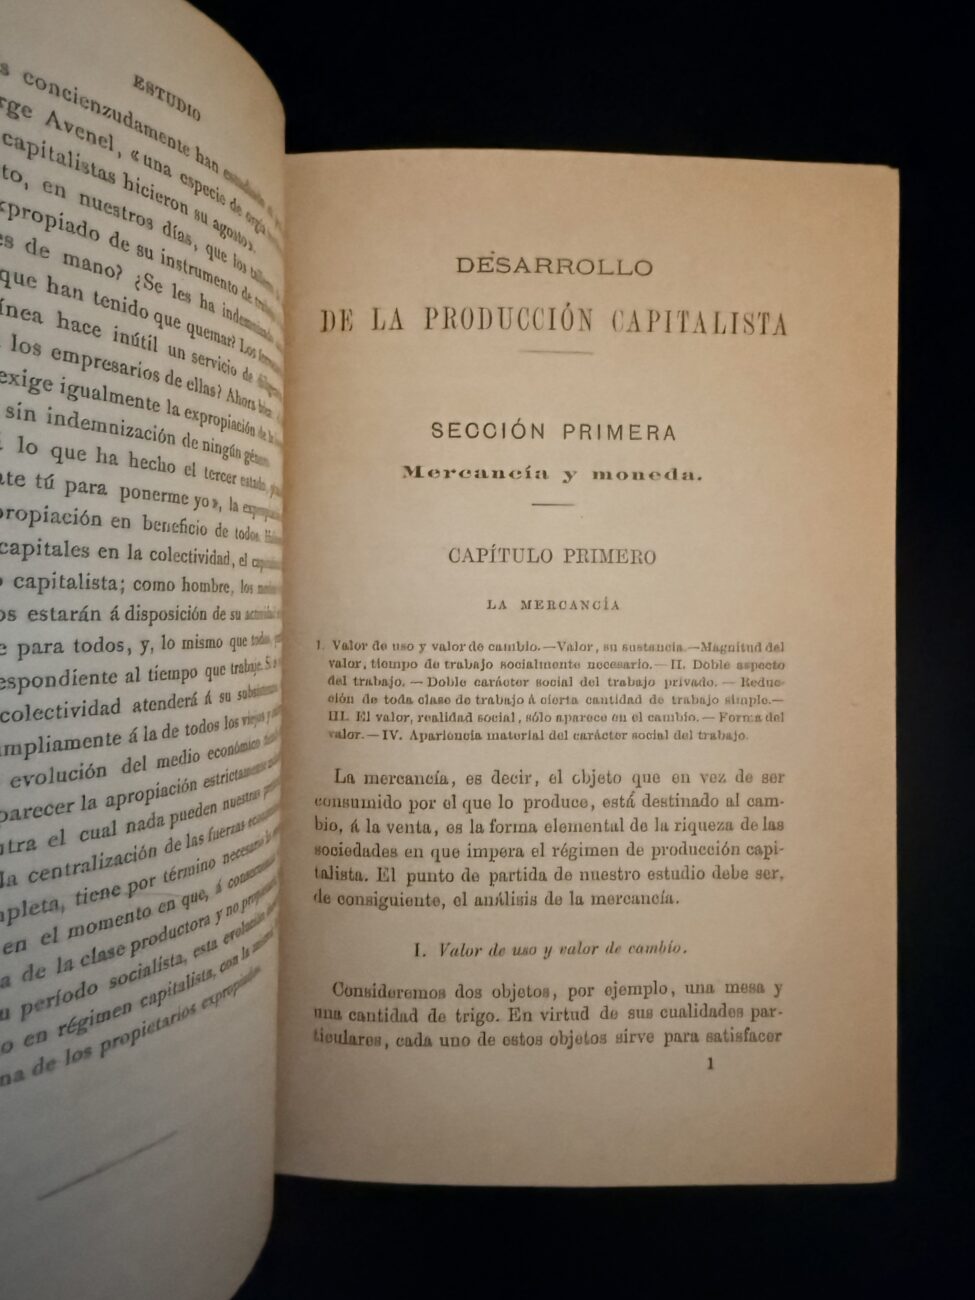 ESTUDIO
s concienzudamente han
rge Avenel, «una especie de
capitalistas hicieron su agosto».
to, en nuestros días, que los
xpropiado de su instrumento de
es de mano? ¿Se les ha
que han tenido que quemar? Los
ínea hace inútil un servicio de
los empresarios de ellas? Ahora bien
exige igualmente la expropiación de
sin indemnización de ningún género
lo que ha hecho el tercer estado,
te tú para ponerme yo», la
propiación en beneficio de todos.
capitales en la colectividad, el
o capitalista; como hombre, los
os estarán á disposición de su
e para todos, y, lo mismo que
espondiente al tiempo que trabaje.
colectividad atenderá á su
mpliamente á la de todos los viejos y
evolución del medio económico
parecer la apropiación
ntra el cual nada pueden nuestras
la centralización de las fuerzas
mpleta, tiene por término necesario
en el momento en que, á
a de la clase productora y no
u período socialista, esta evolución
o en régimen capitalista, con la
na de los propietarios
DESARROLLO
DE LA PRODUCCIÓN CAPITALISTA
SECCIÓN PRIMERA
Mercancía y moneda.
CAPÍTULO PRIMERO
LA MERCANCÍA
I. Valor de uso y valor de cambio.—Valor, su sustancia.—Magnitud del
valor, tiempo de trabajo socialmente necesario.—II. Doble aspecto
del trabajo.—Doble carácter social del trabajo privado.—Reduc-
ción de toda clase de trabajo á cierta cantidad de trabajo simple.—
III. El valor, realidad social, sólo aparece en el cambio.—Forma del
valor.—IV. Apariencia material del carácter social del trabajo.
La mercancía, es decir, el objeto que en vez de ser
consumido por el que lo produce, está destinado al cam-
bio, á la venta, es la forma elemental de la riqueza de las
sociedades en que impera el régimen de producción capi-
talista. El punto de partida de nuestro estudio debe ser,
de consiguiente, el análisis de la mercancía.
I. Valor de uso y valor de cambio.
Consideremos dos objetos, por ejemplo, una mesa y
una cantidad de trigo. En virtud de sus cualidades par-
ticulares, cada uno de estos objetos sirve para satisfacer
1